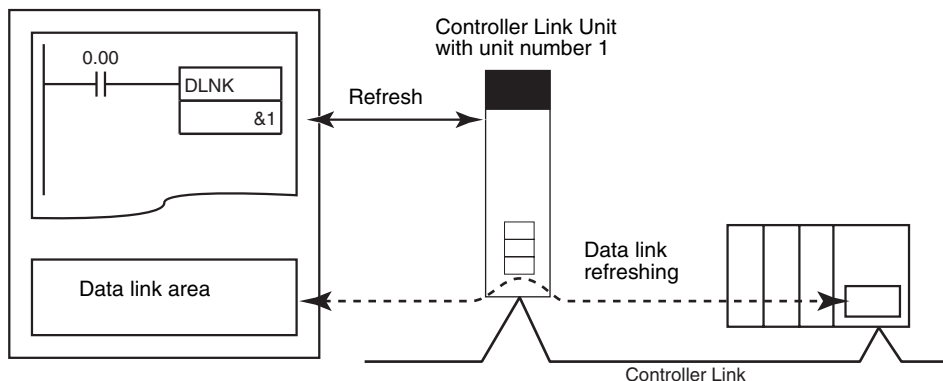 Controller Link Unit
with unit number 1
0.00
DLNK
&1
Refresh
Data link
refreshing
Data link area
Controller Link